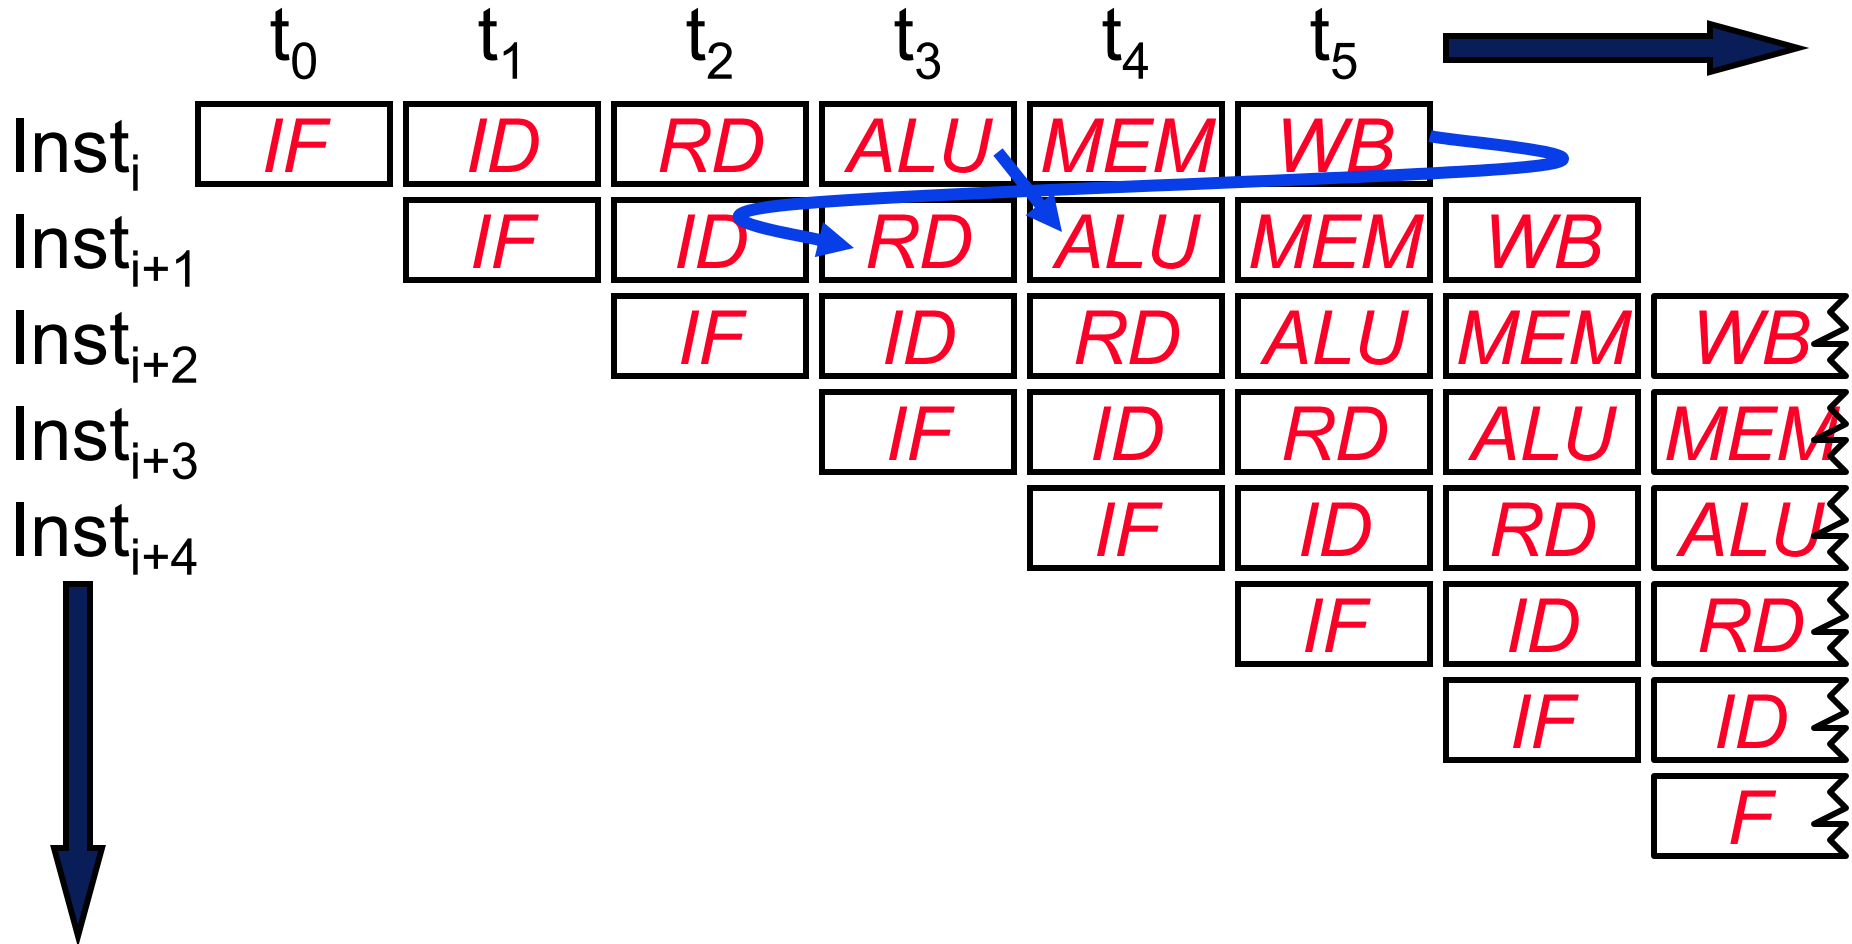 t0 t1 t2 t3 t4 t5
Insti IF ID RD ALU MEM WB
Insti+1 IF ID RD ALU MEM WB
Insti+2 IF ID RD ALU MEM WB
Insti+3 IF ID RD ALU MEM
Insti+4 IF ID RD ALU
IF ID RD
IF ID
F